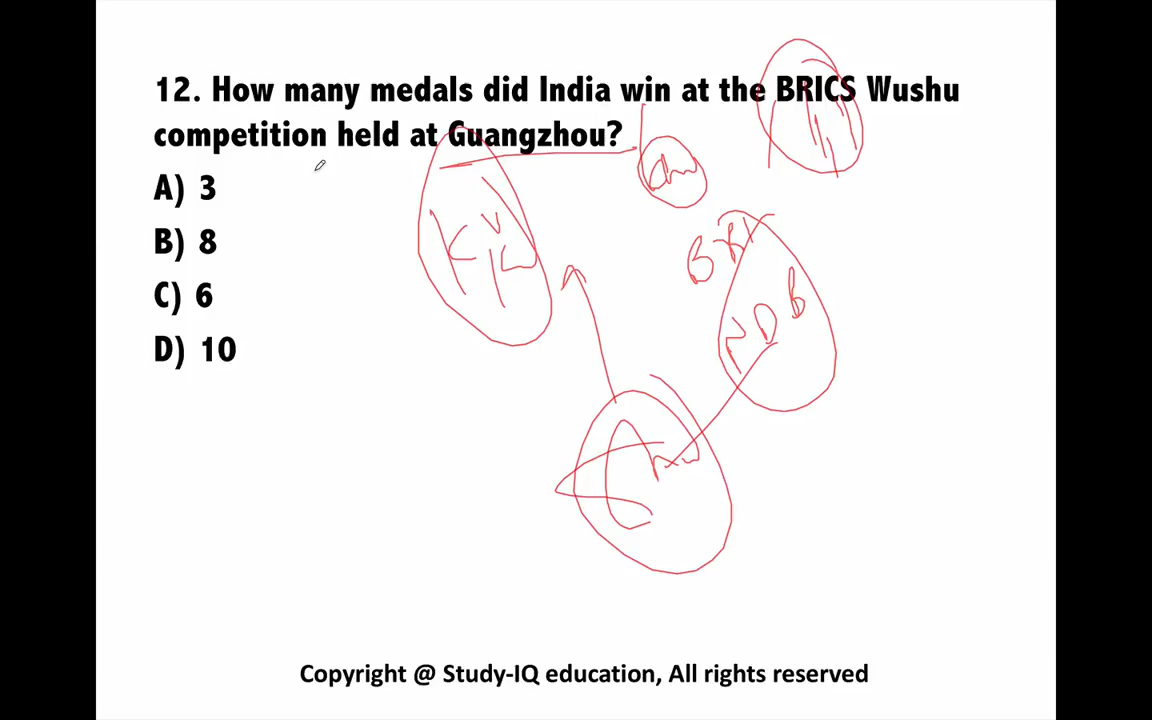 12. How many medals did India win at the BRICS Wushu
competition held at Guangzhou?
A) 3
B) 8
C) 6
D) 10
NDB
Copyright @ Study-IQ education, All rights reserved